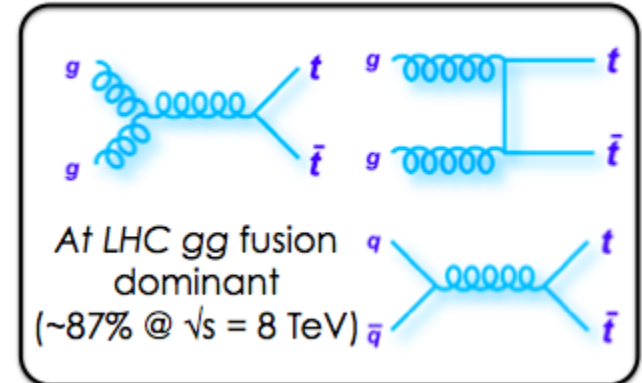 g
t
g
t̄
g
t
g
t̄
At LHC gg fusion
dominant
(~87% @ √s = 8 TeV)
q
t
q̄
t̄